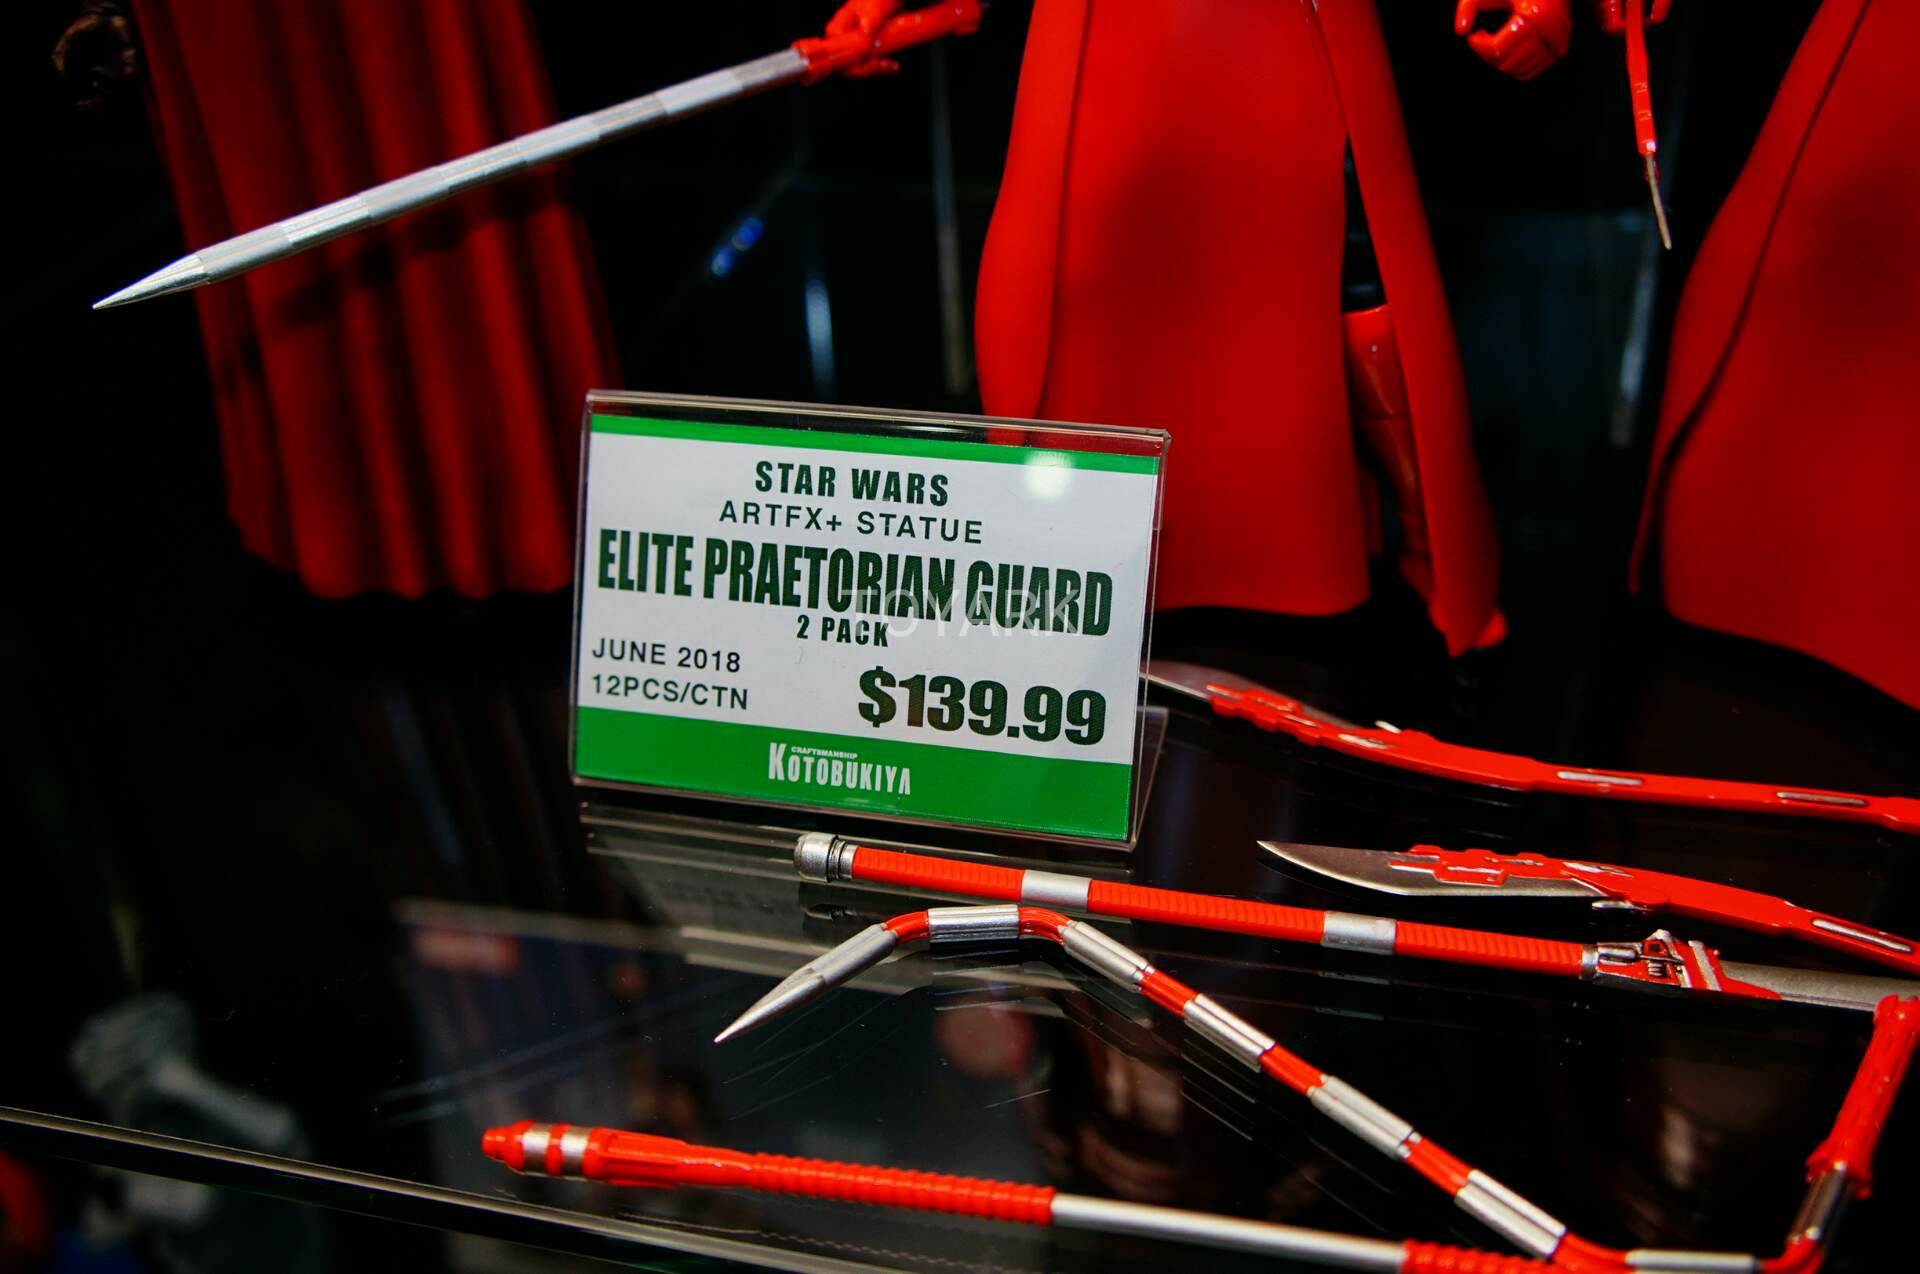 STAR WARS
ARTFX+ STATUE
ELITE PRAETORIAN GUARD
TOYARK
2 PACK
JUNE 2018
12PCS/CTN
$139.99
CRAFTSMANSHIP
KOTOBUKIYA